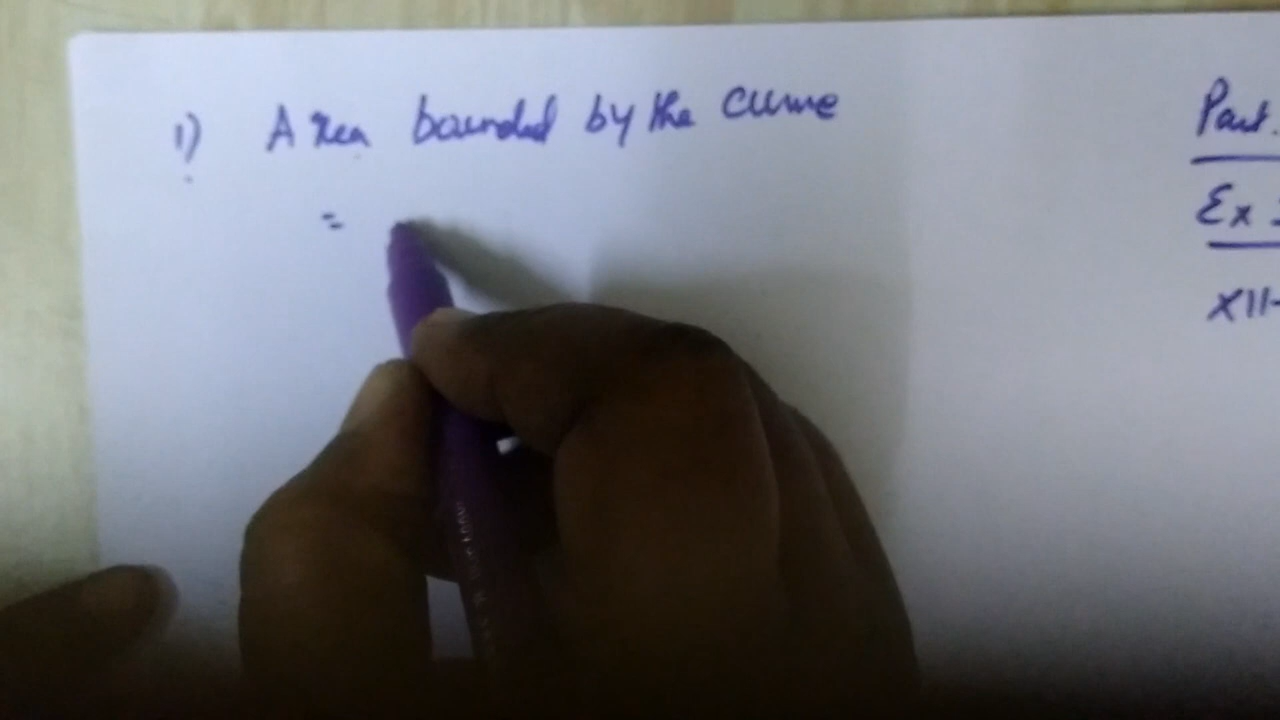 1) Area bounded by the curve
=
Part.
Ex
XII-